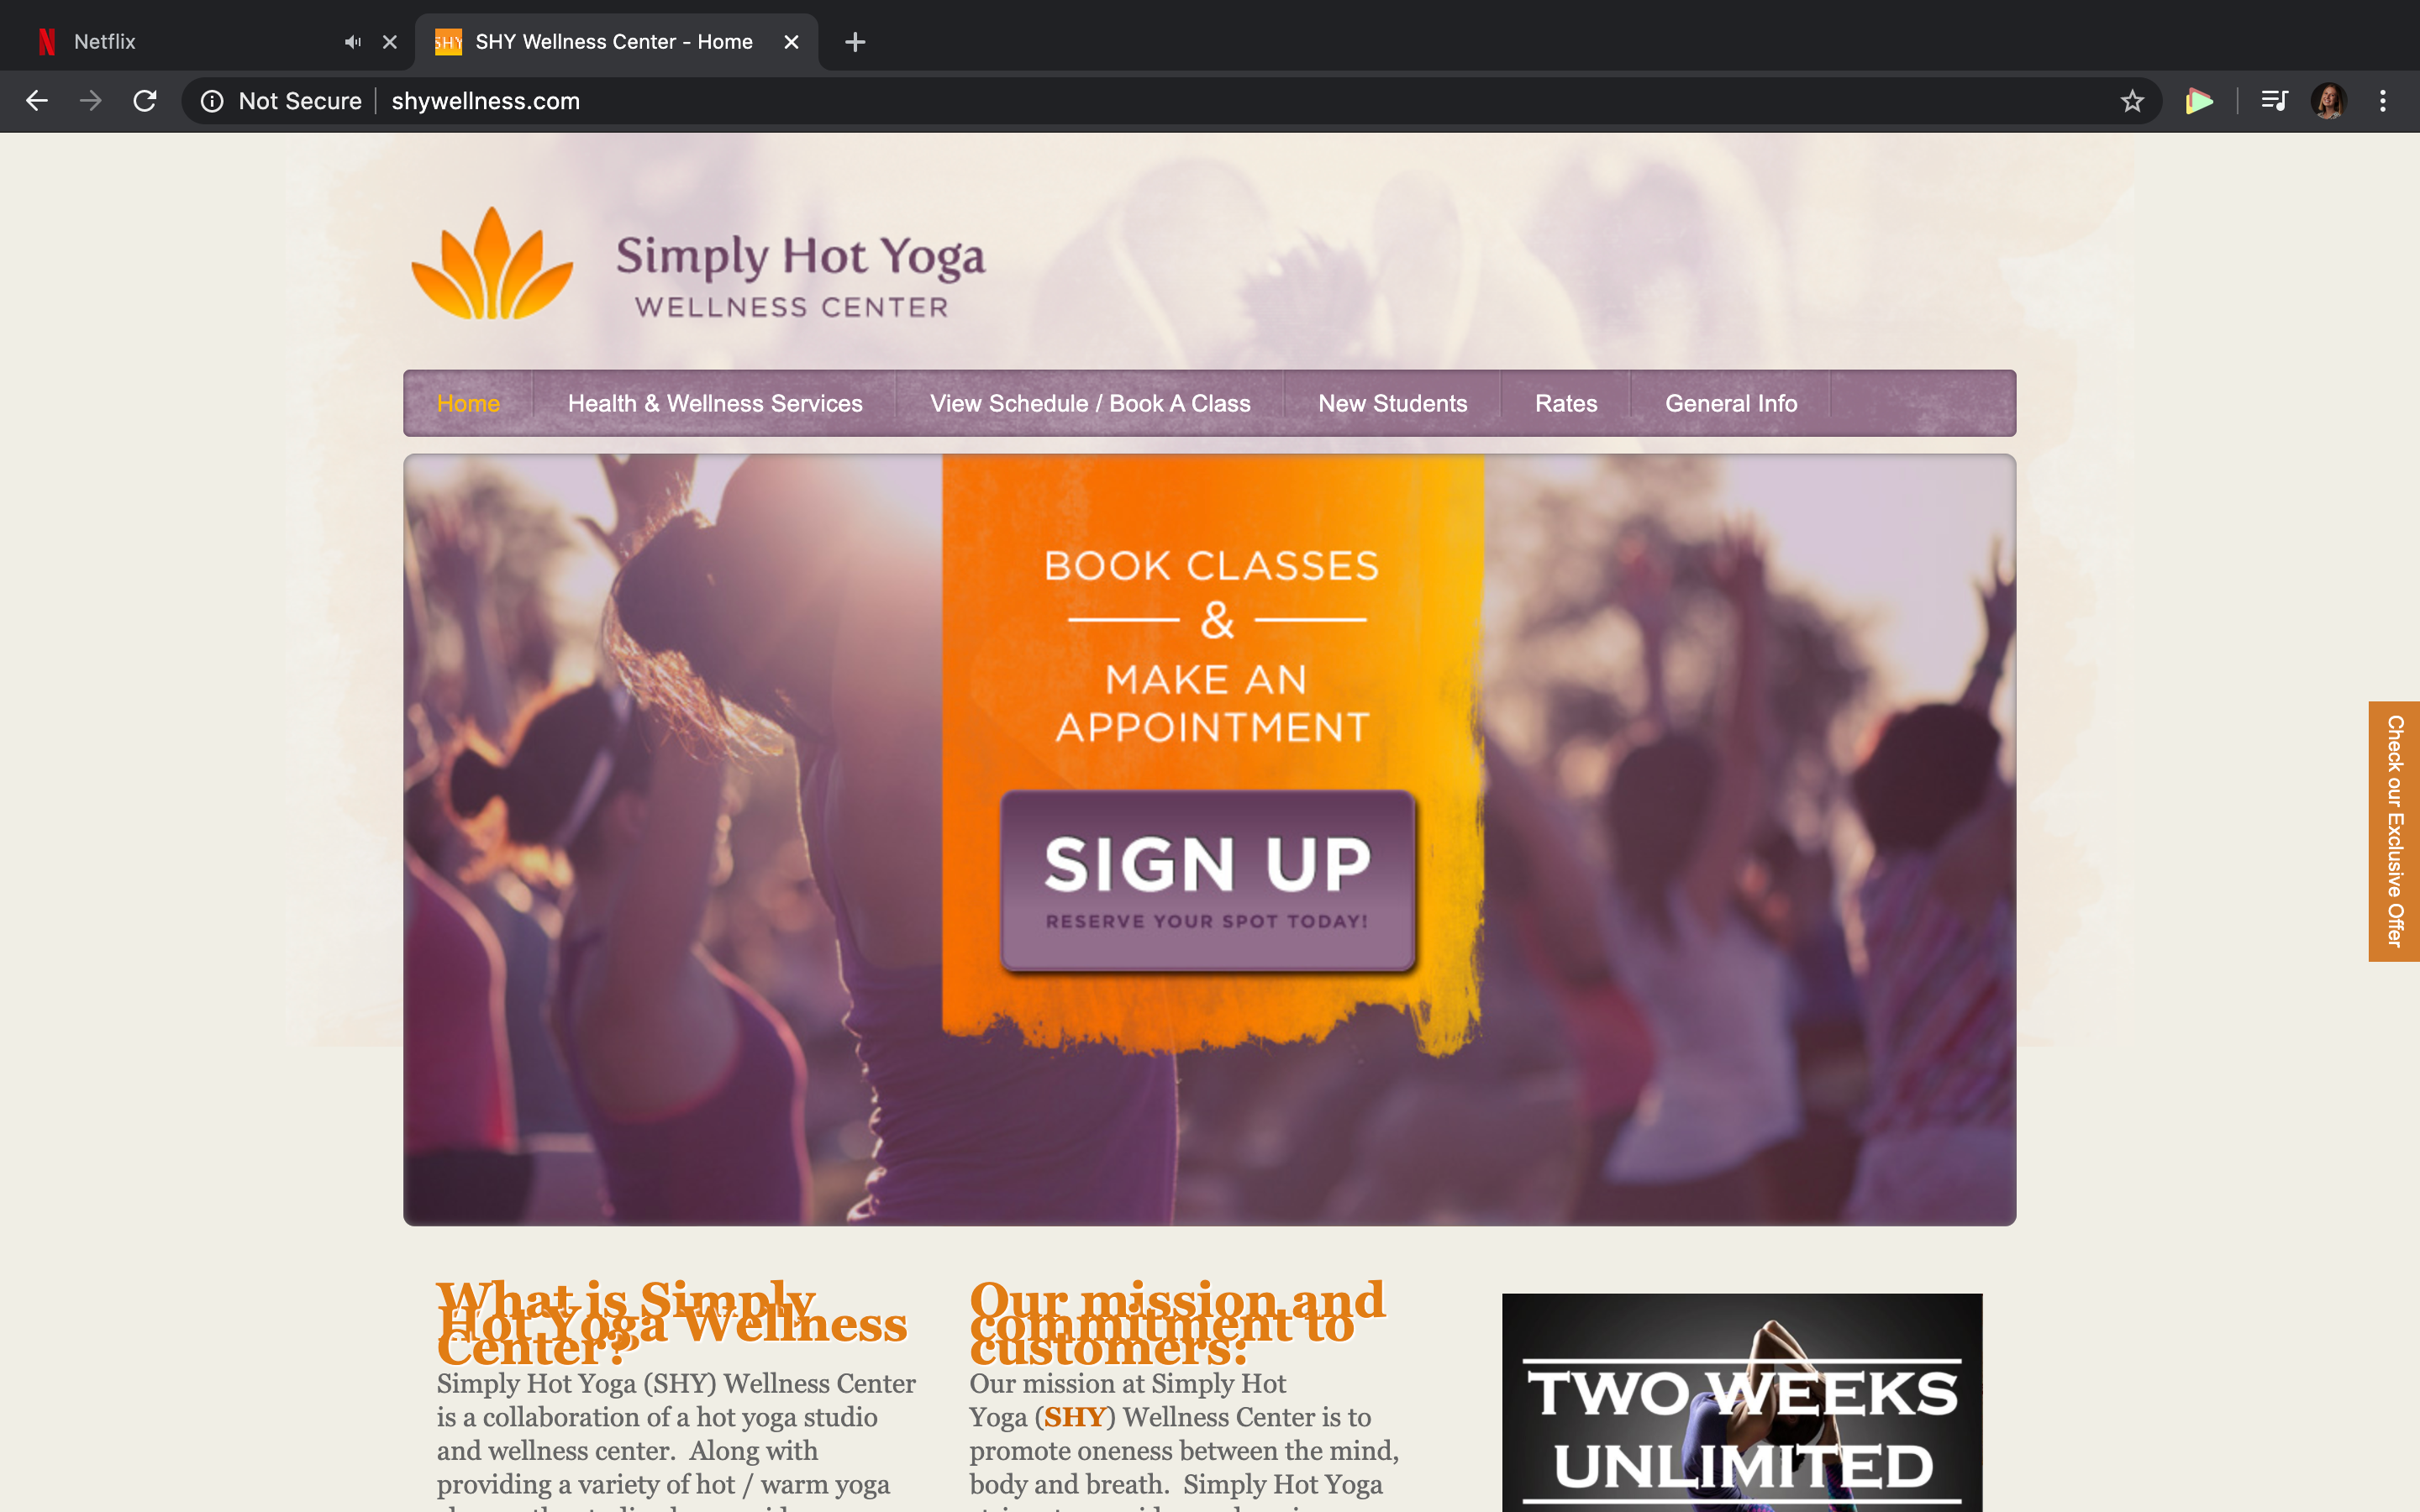 Netflix
SHY
SHY Wellness Center - Home
Not Secure
shywellness.com
Simply Hot Yoga
WELLNESS CENTER
Home
Health & Wellness Services
View Schedule / Book A Class
New Students
Rates
General Info
BOOK CLASSES
&
MAKE AN
APPOINTMENT
SIGN UP
RESERVE YOUR SPOT TODAY!
Check our Exclusive Offer
What is Simply
Hot Yoga Wellness
Center?
Simply Hot Yoga (SHY) Wellness Center
is a collaboration of a hot yoga studio
and wellness center.  Along with
providing a variety of hot / warm yoga
Our mission and
commitment to
customers:
Our mission at Simply Hot
Yoga (SHY) Wellness Center is to
promote oneness between the mind,
body and breath.  Simply Hot Yoga
TWO WEEKS
UNLIMITED